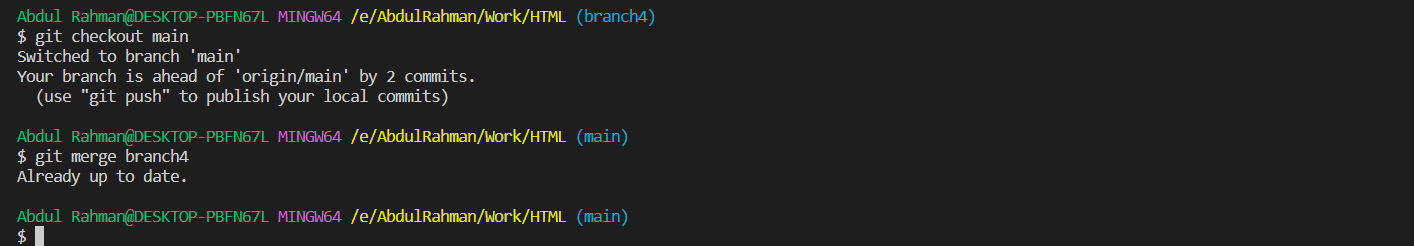 Abdul Rahman@DESKTOP-PBFN67L MINGW64 /e/AbdulRahman/Work/HTML (branch4)
$ git checkout main
Switched to branch 'main'
Your branch is ahead of 'origin/main' by 2 commits.
  (use "git push" to publish your local commits)

Abdul Rahman@DESKTOP-PBFN67L MINGW64 /e/AbdulRahman/Work/HTML (main)
$ git merge branch4
Already up to date.

Abdul Rahman@DESKTOP-PBFN67L MINGW64 /e/AbdulRahman/Work/HTML (main)
$